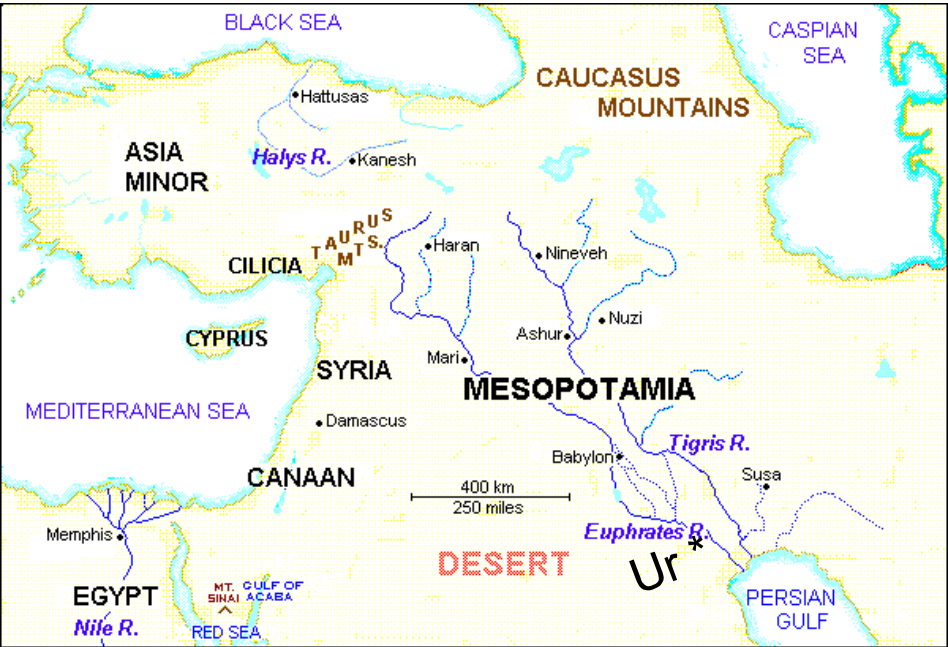 BLACK SEA
CASPIAN
SEA
CAUCASUS
MOUNTAINS
Hattusas
ASIA
MINOR
Halys R.
Kanesh
TAURUS
MTS.
Haran
Nineveh
CILICIA
Nuzi
Ashur
CYPRUS
Mari
SYRIA
MESOPOTAMIA
MEDITERRANEAN SEA
Damascus
Tigris R.
Babylon
CANAAN
Susa
400 km
250 miles
Memphis
Euphrates R.
DESERT
Ur *
EGYPT
MT.
SINAI
GULF OF
ACABA
PERSIAN
GULF
Nile R.
RED SEA